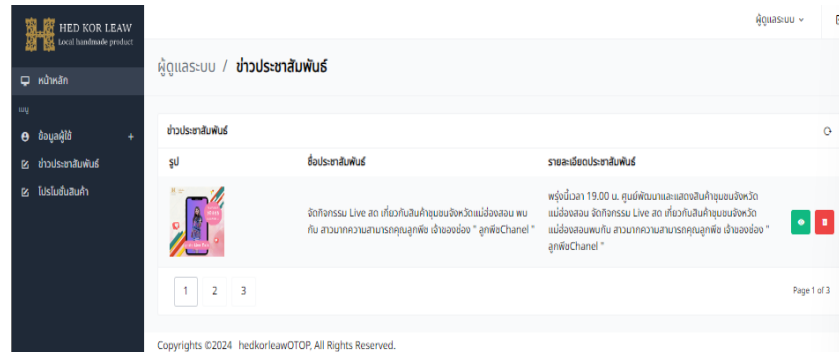 HED KOR LEAW
Local handmade product
ผู้ดูแลระบบ
ผู้ดูแลระบบ / ข่าวประชาสัมพันธ์
หน้าหลัก
เมนู
ข้อมูลผู้ใช้ +
ข่าวประชาสัมพันธ์
โปรโมชั่นสินค้า
ข่าวประชาสัมพันธ์
รูป ชื่อประชาสัมพันธ์ รายละเอียดประชาสัมพันธ์
จัดกิจกรรม Live สด เกี่ยวกับสินค้าชุมชนจังหวัดแม่ฮ่องสอน พบ
กับ สาวมากความสามารถคุณลูกพีช เจ้าของช่อง " ลูกพีชChanel "
พรุ่งนี้เวลา 19.00 น. ศูนย์พัฒนาและแสดงสินค้าชุมชนจังหวัด
แม่ฮ่องสอน จัดกิจกรรม Live สด เกี่ยวกับสินค้าชุมชนจังหวัด
แม่ฮ่องสอนพบกับ สาวมากความสามารถคุณลูกพีช เจ้าของช่อง "
ลูกพีชChanel "
1 2 3
Page 1 of 3
Copyrights ©2024 hedkorleawOTOP, All Rights Reserved.